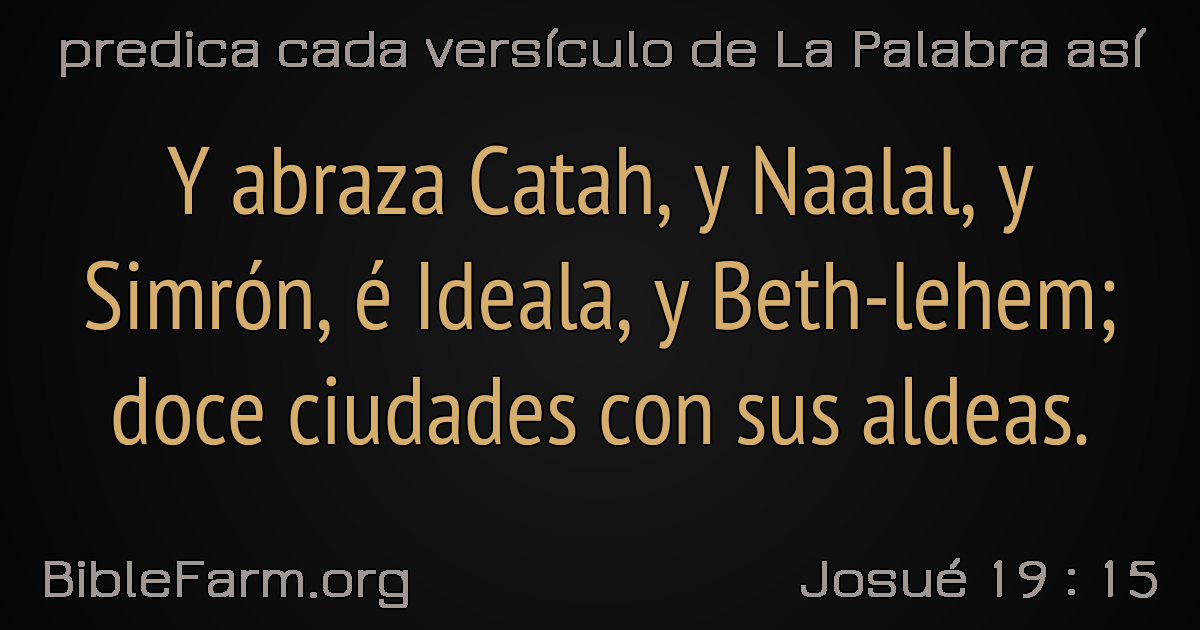 predica cada versículo de La Palabra así
Y abraza Catah, y Naalal, y
Simrón, é Ideala, y Beth-lehem;
doce ciudades con sus aldeas.
BibleFarm.org
Josué 19 : 15